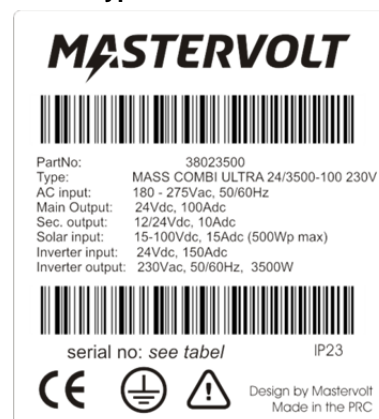 MASTERVOLT
PartNo: 38023500
Type: MASS COMBI ULTRA 24/3500-100 230V
AC input: 180 - 275Vac, 50/60Hz
Main Output: 24Vdc, 100Adc
Sec. output: 12/24Vdc, 10Adc
Solar input: 15-100Vdc, 15Adc (500Wp max)
Inverter input: 24Vdc, 150Adc
Inverter output: 230Vac, 50/60Hz, 3500W
serial no: see tabel
IP23
CE
Design by Mastervolt
Made in the PRC